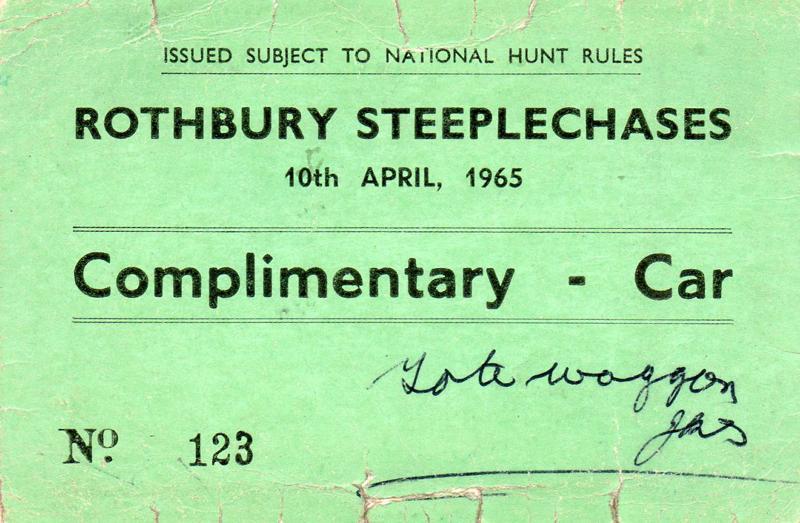 ISSUED SUBJECT TO NATIONAL HUNT RULES
ROTHBURY STEEPLECHASES
10th APRIL, 1965
Complimentary - Car
Tote waggon
Nº 123